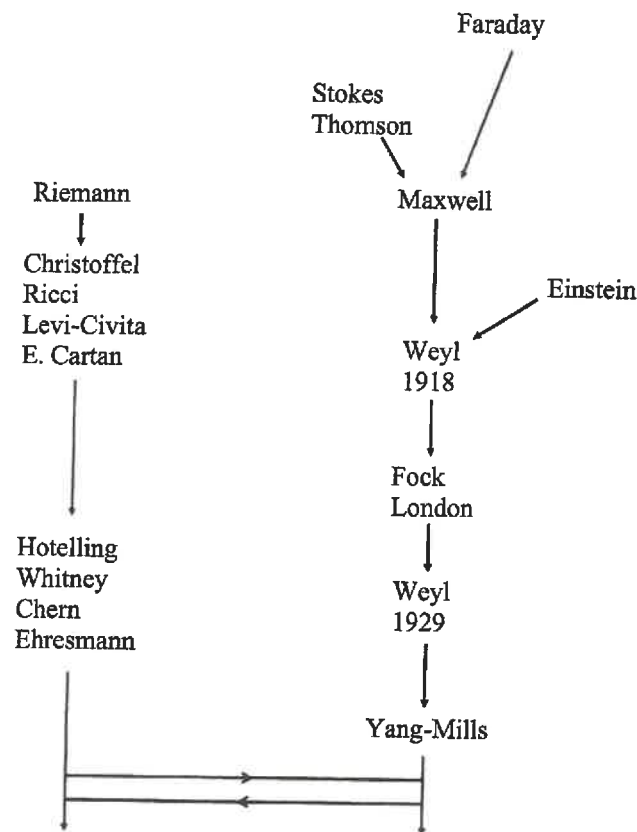 Faraday
Stokes
Thomson
Riemann
Maxwell
Christoffel
Ricci
Levi-Civita
E. Cartan
Einstein
Weyl
1918
Fock
London
Hotelling
Whitney
Chern
Ehresmann
Weyl
1929
Yang-Mills